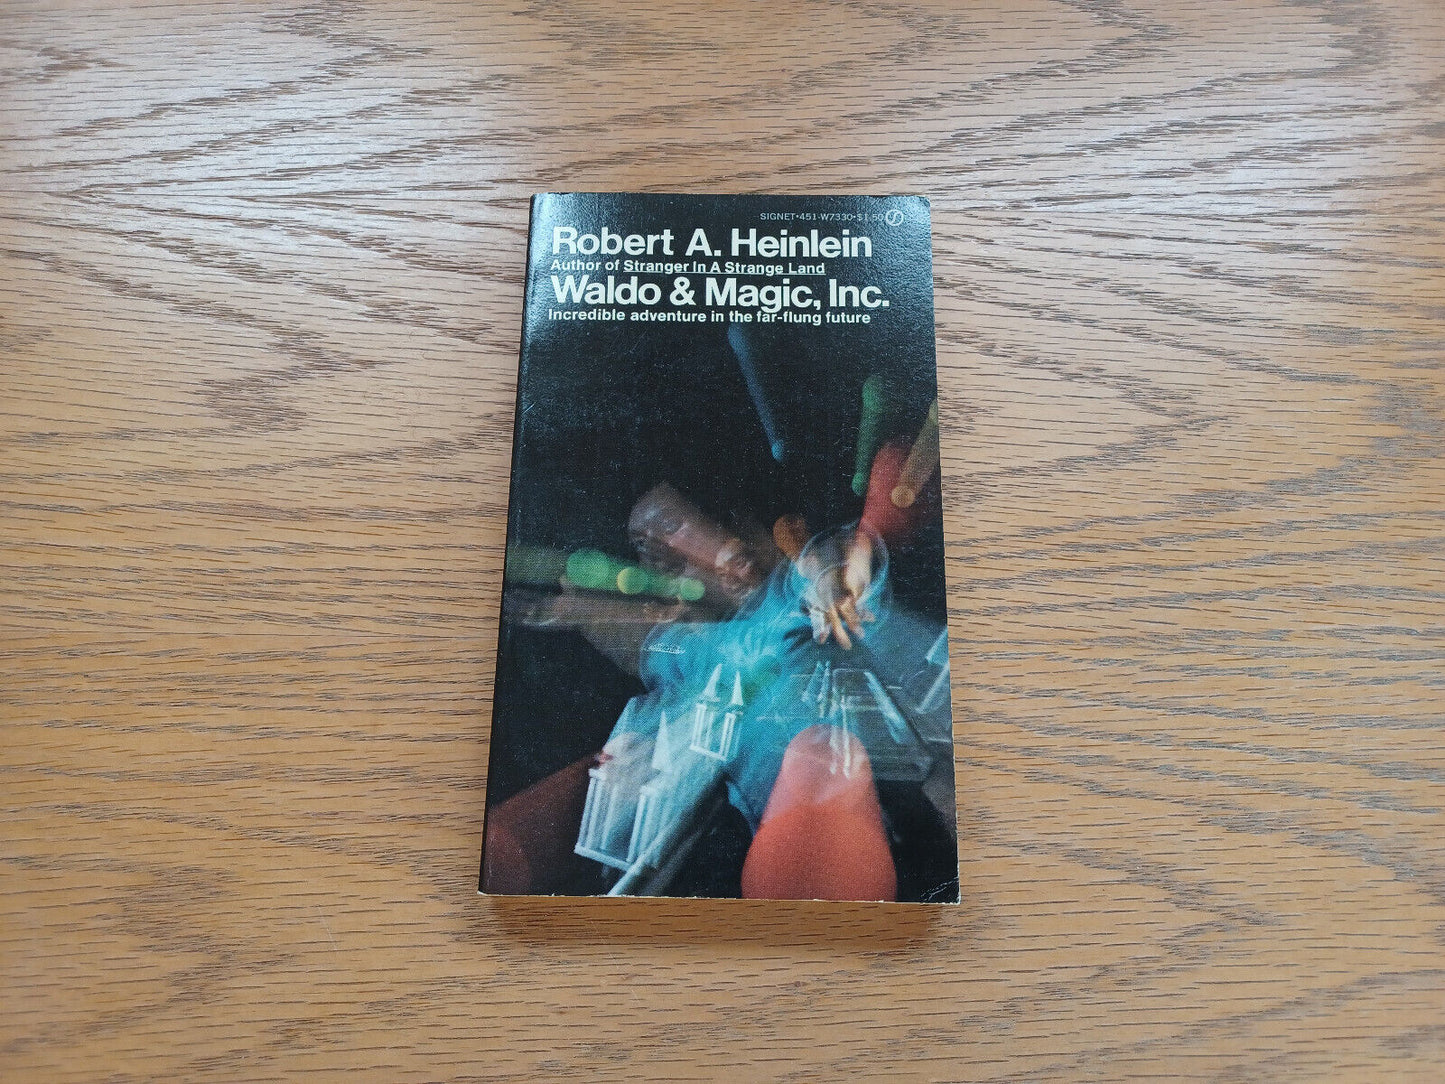 SIGNET•451-W7330•$1.50
Robert A. Heinlein
Author of Stranger In A Strange Land
Waldo & Magic, Inc.
Incredible adventure in the far-flung future